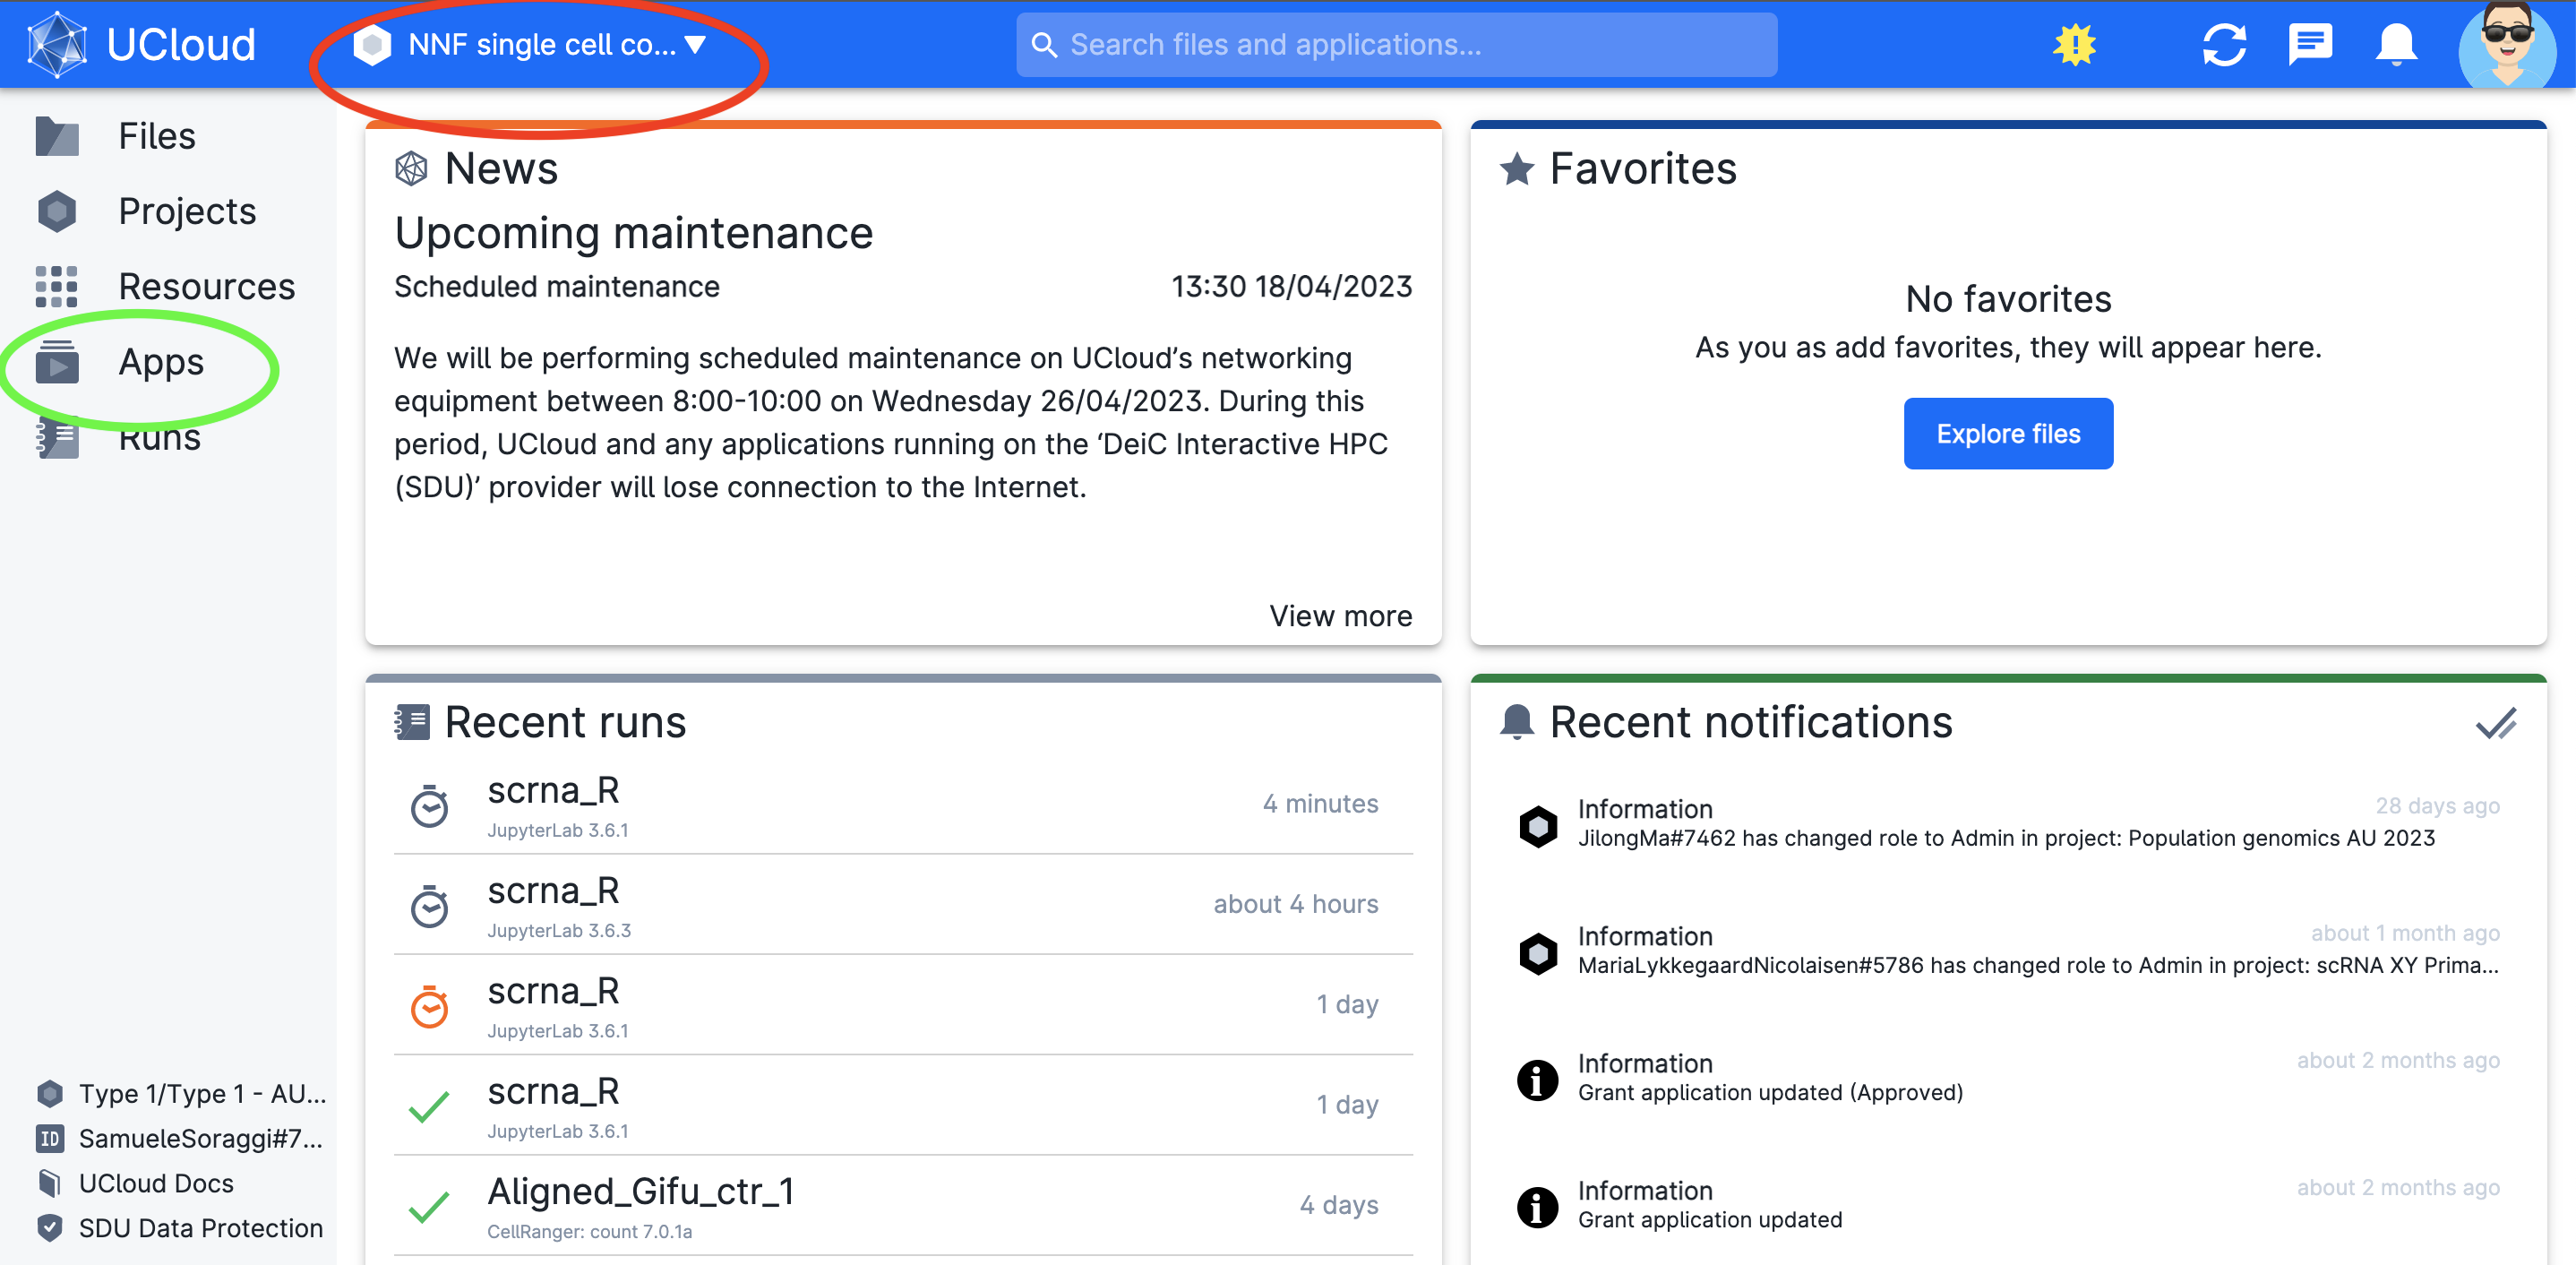 UCloud
NNF single cell co...
Search files and applications...
Files
Projects
Resources
Apps
Runs
Type 1/Type 1 - AU...
ID SamueleSoraggi#7...
UCloud Docs
SDU Data Protection
News
Upcoming maintenance
Scheduled maintenance 13:30 18/04/2023
We will be performing scheduled maintenance on UCloud’s networking
equipment between 8:00-10:00 on Wednesday 26/04/2023. During this
period, UCloud and any applications running on the ‘DeiC Interactive HPC
(SDU)’ provider will lose connection to the Internet.
View more
Favorites
No favorites
As you as add favorites, they will appear here.
Explore files
Recent runs
scrna_R 4 minutes
JupyterLab 3.6.1
scrna_R about 4 hours
JupyterLab 3.6.3
scrna_R 1 day
JupyterLab 3.6.1
scrna_R 1 day
JupyterLab 3.6.1
Aligned_Gifu_ctr_1 4 days
CellRanger: count 7.0.1a
Recent notifications
Information 28 days ago
JilongMa#7462 has changed role to Admin in project: Population genomics AU 2023
Information about 1 month ago
MariaLykkegaardNicolaisen#5786 has changed role to Admin in project: scRNA XY Prima...
Information about 2 months ago
Grant application updated (Approved)
Information about 2 months ago
Grant application updated